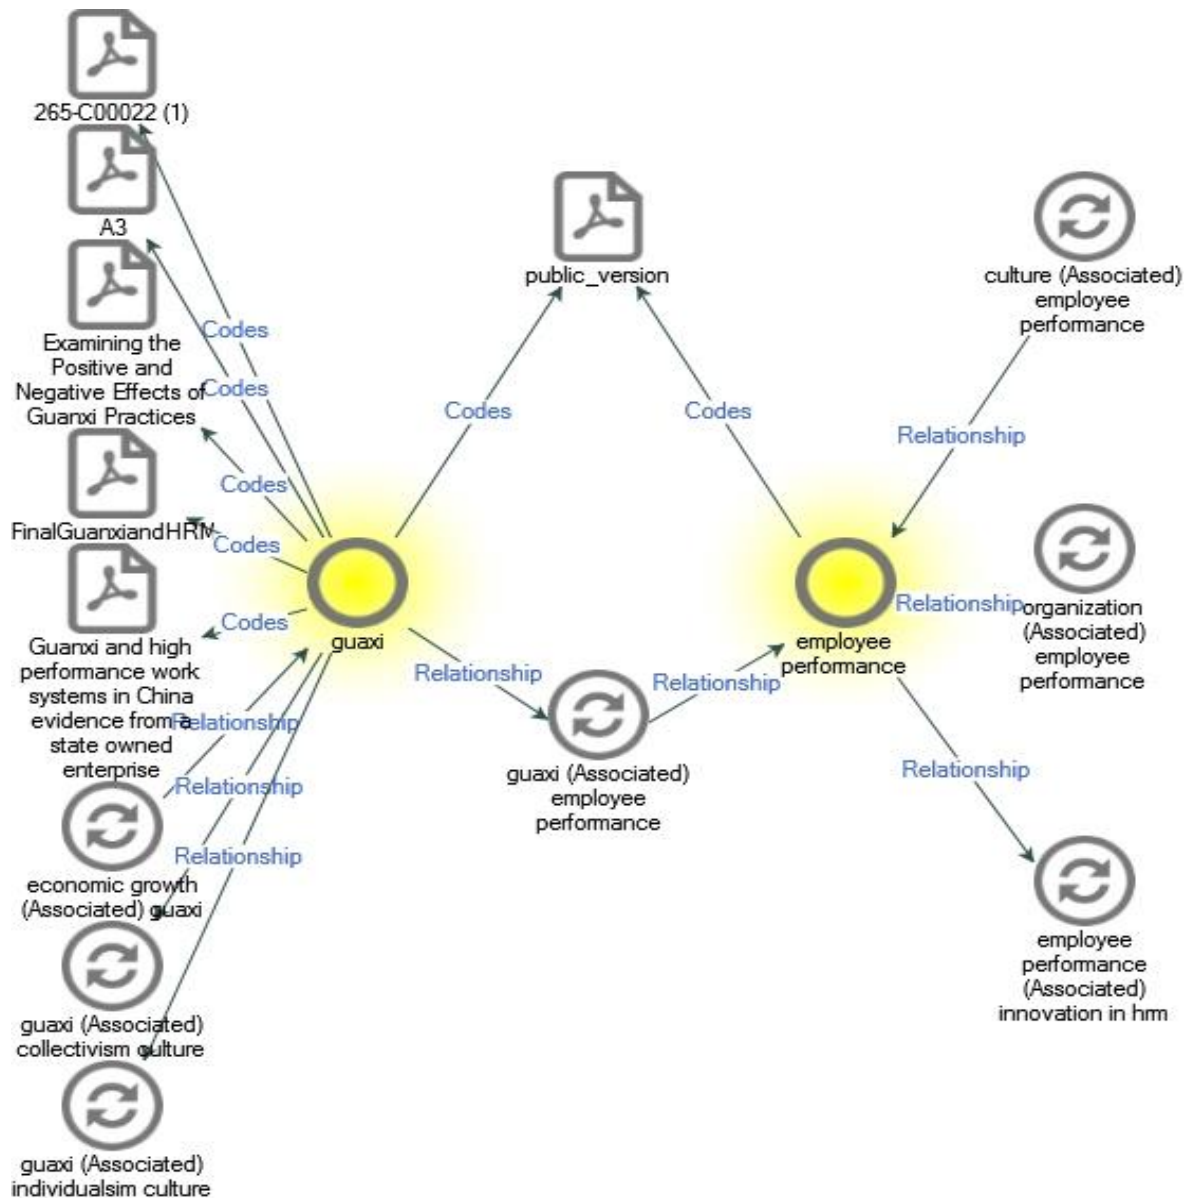 265-C00022 (1)
A3
Examining the
Positive and
Negative Effects of
Guanxi Practices
FinalGuanxiandHRM
Guanxi and high
performance work
systems in China
evidence from a
state owned
enterprise
economic growth
(Associated) guaxi
guaxi (Associated)
collectivism culture
guaxi (Associated)
individualsim culture
Codes
Codes
Codes
Codes
Codes
Relationship
Relationship
Relationship
guaxi
public_version
Codes
Codes
Relationship
Relationship
guaxi (Associated)
employee
performance
employee
performance
culture (Associated)
employee
performance
Relationship
Relationship
organization
(Associated)
employee
performance
Relationship
employee
performance
(Associated)
innovation in hrm